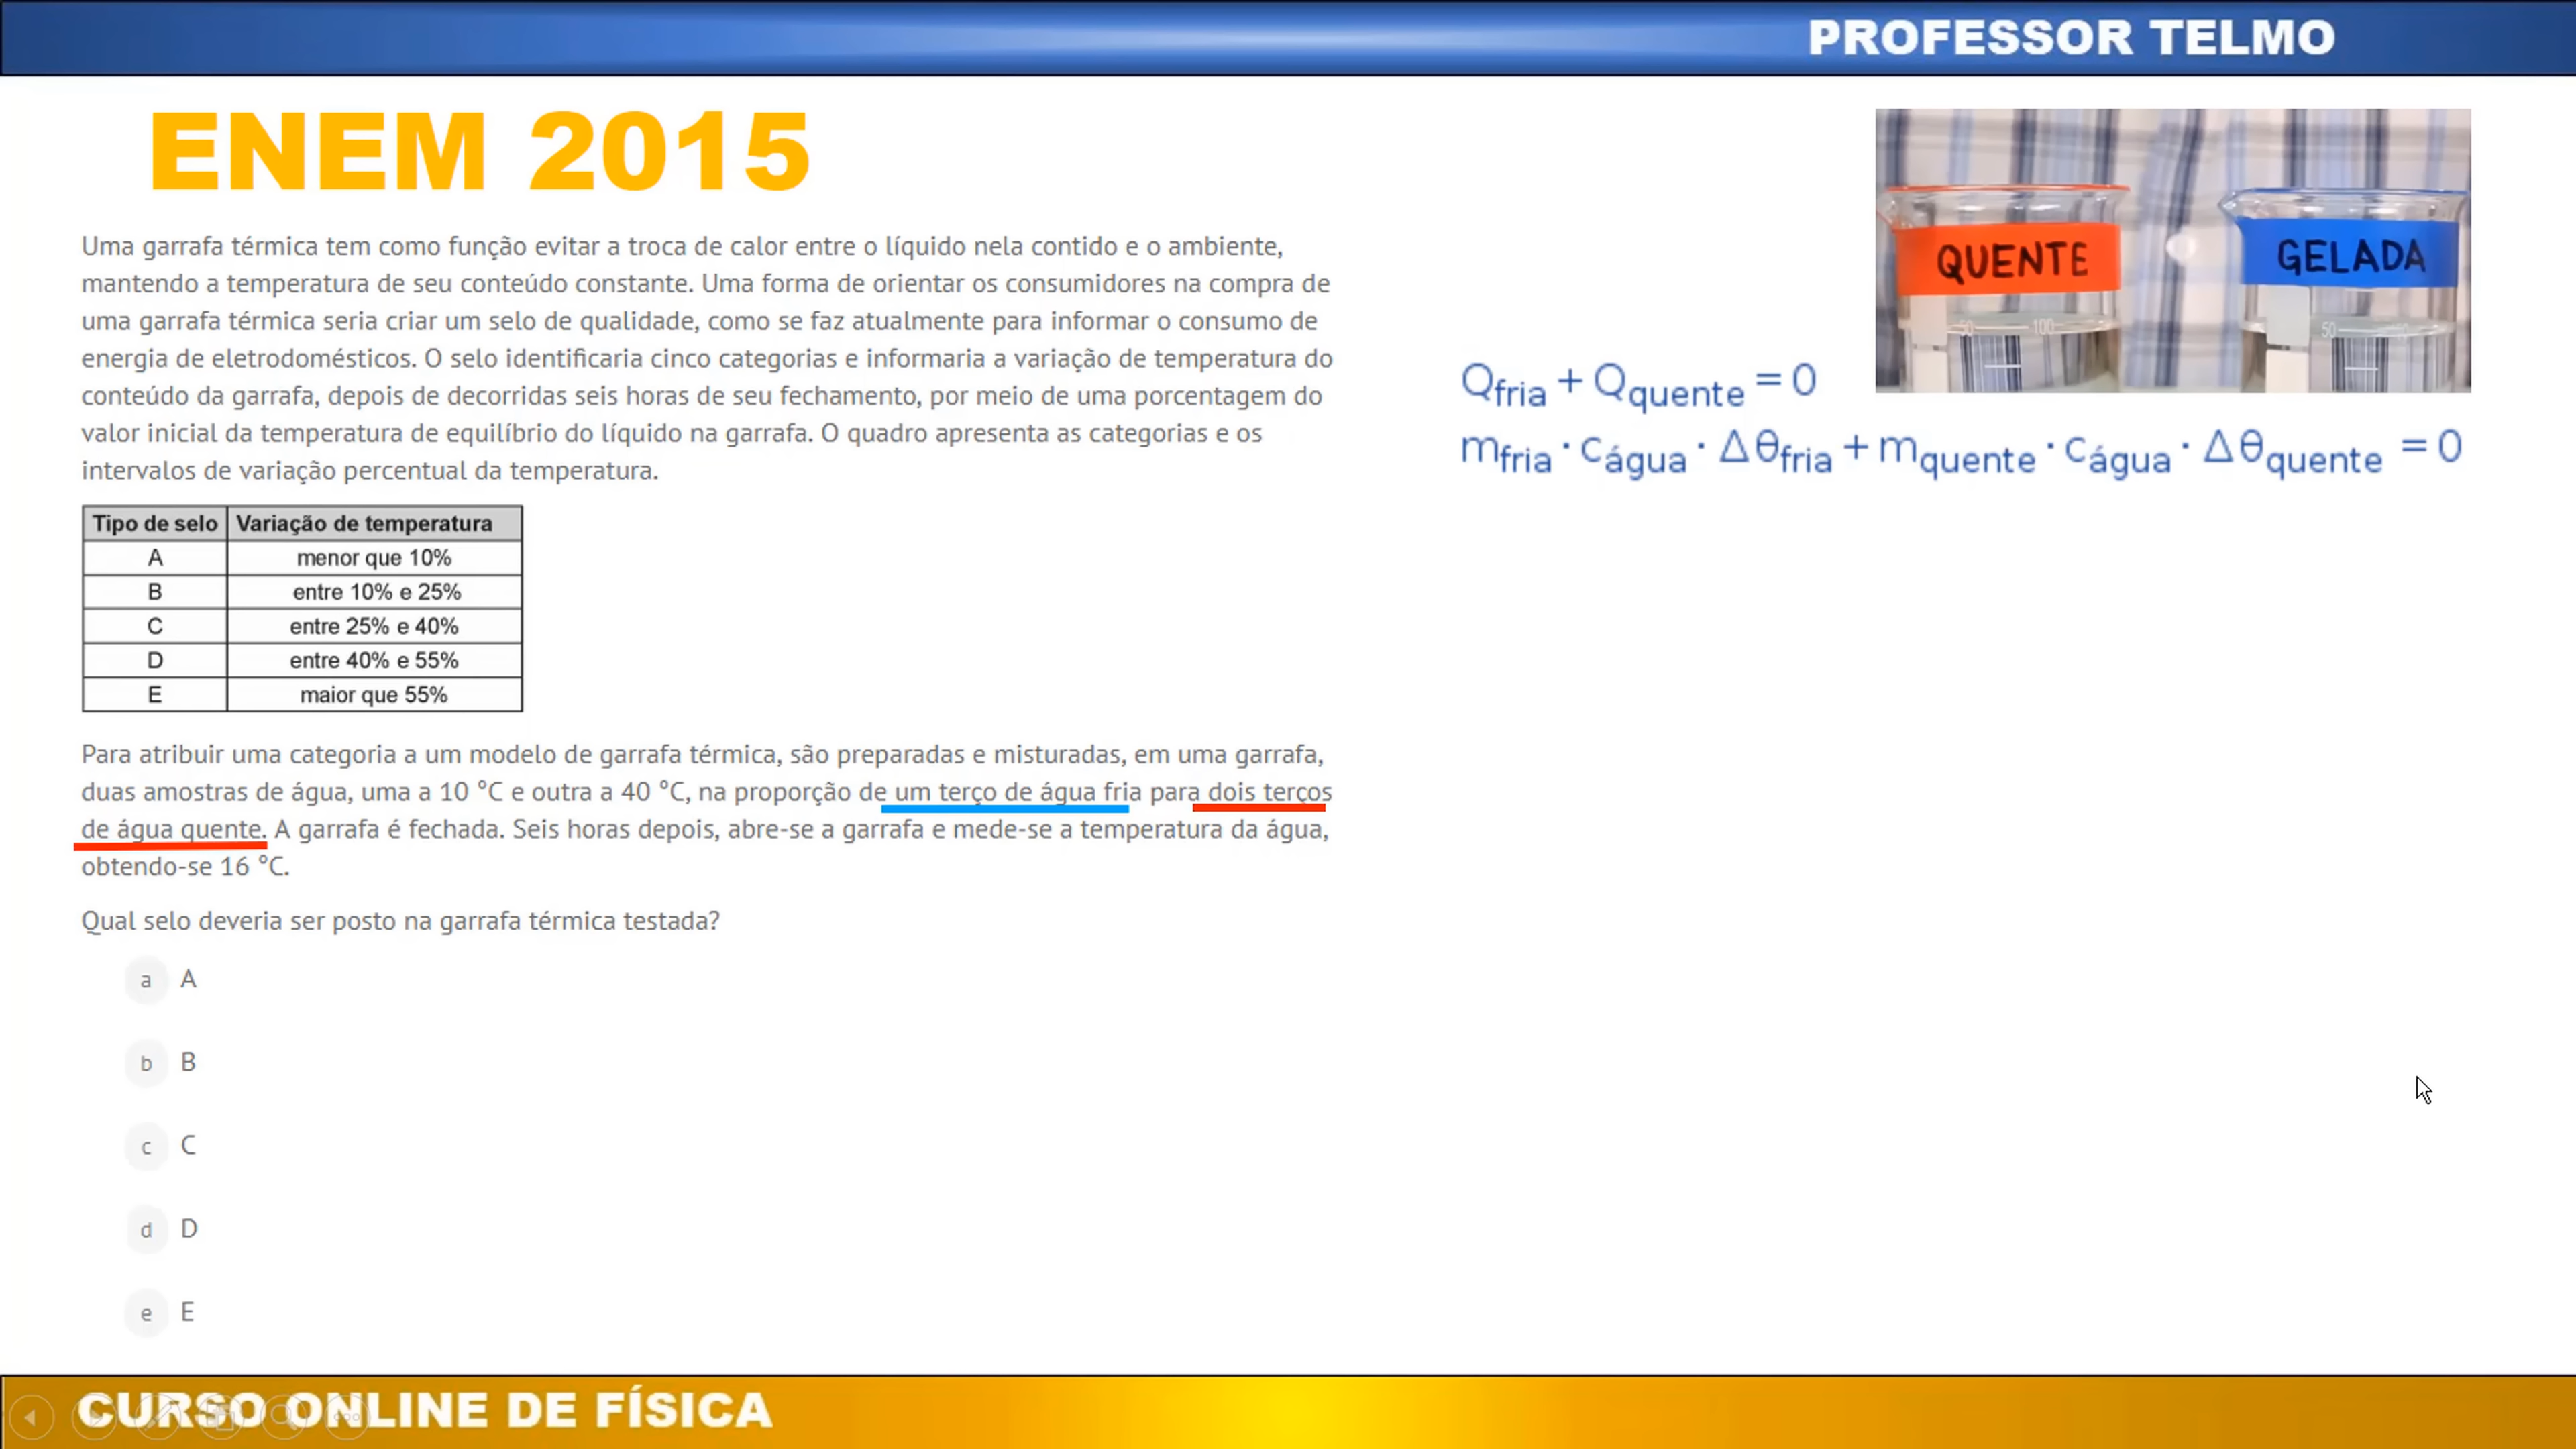 PROFESSOR TELMO
ENEM 2015
QUENTE
GELADA
50
100
50
Uma garrafa térmica tem como função evitar a troca de calor entre o líquido nela contido e o ambiente,
mantendo a temperatura de seu conteúdo constante. Uma forma de orientar os consumidores na compra de
uma garrafa térmica seria criar um selo de qualidade, como se faz atualmente para informar o consumo de
energia de eletrodomésticos. O selo identificaria cinco categorias e informaria a variação de temperatura do
conteúdo da garrafa, depois de decorridas seis horas de seu fechamento, por meio de uma porcentagem do
valor inicial da temperatura de equilíbrio do líquido na garrafa. O quadro apresenta as categorias e os
intervalos de variação percentual da temperatura.
Tipo de selo Variação de temperatura
A menor que 10%
B entre 10% e 25%
C entre 25% e 40%
D entre 40% e 55%
E maior que 55%
Para atribuir uma categoria a um modelo de garrafa térmica, são preparadas e misturadas, em uma garrafa,
duas amostras de água, uma a 10 °C e outra a 40 °C, na proporção de um terço de água fria para dois terços
de água quente. A garrafa é fechada. Seis horas depois, abre-se a garrafa e mede-se a temperatura da água,
obtendo-se 16 °C.
Qual selo deveria ser posto na garrafa térmica testada?
a A
b B
c C
d D
e E
Qfria + Qquente = 0
mfria · cágua · Δθfria + mquente · cágua · Δθquente = 0
CURSO ONLINE DE FÍSICA